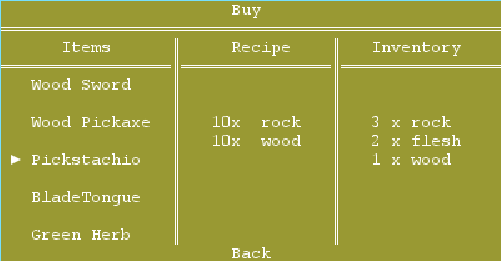 Buy
Items Recipe Inventory
Wood Sword
Wood Pickaxe 10x rock 3 x rock
10x wood 2 x flesh
Pickstachio 1 x wood
BladeTongue
Green Herb
Back